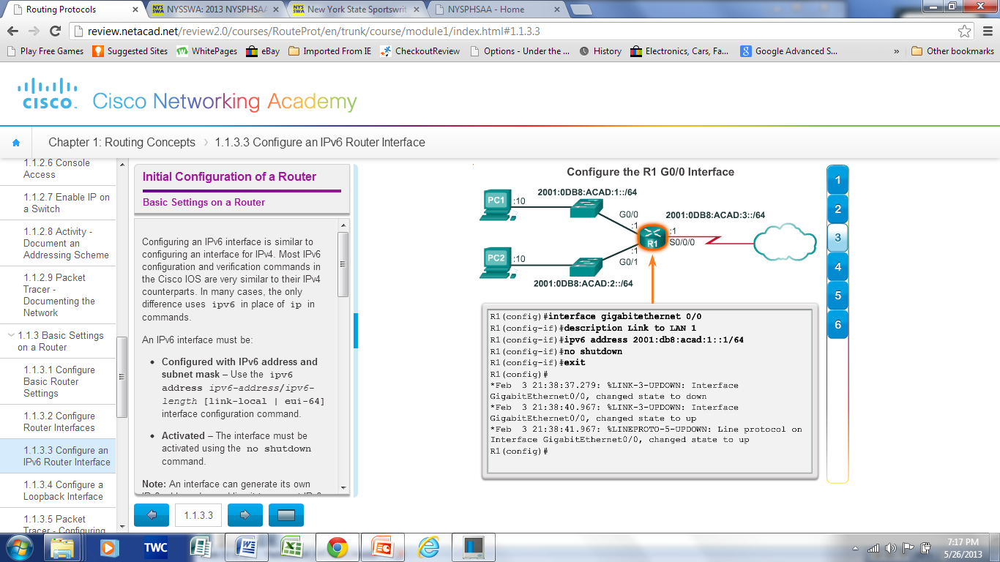 Routing Protocols
NYSSWA: 2013 NYSPHSAA
New York State Sportswrit
NYSPHSAA - Home
review.netacad.net/review2.0/courses/RouteProt/en/trunk/course/module1/index.html#1.1.3.3
Play Free Games
Suggested Sites
WhitePages
eBay
Imported From IE
CheckoutReview
Options - Under the ...
History
Electronics, Cars, Fa...
Google Advanced S...
»
Other bookmarks
CISCO.
Cisco Networking Academy
Chapter 1: Routing Concepts
1.1.3.3 Configure an IPv6 Router Interface
1.1.2.6 Console
Access
1.1.2.7 Enable IP on
a Switch
1.1.2.8 Activity -
Document an
Addressing Scheme
1.1.2.9 Packet
Tracer -
Documenting the
Network
1.1.3 Basic Settings
on a Router
1.1.3.1 Configure
Basic Router
Settings
1.1.3.2 Configure
Router Interfaces
1.1.3.3 Configure an
IPv6 Router Interface
1.1.3.4 Configure a
Loopback Interface
1.1.3.5 Packet
Tracer - Configuring
Initial Configuration of a Router
Basic Settings on a Router
Configuring an IPv6 interface is similar to
configuring an interface for IPv4. Most IPv6
configuration and verification commands in
the Cisco IOS are very similar to their IPv4
counterparts. In many cases, the only
difference uses ipv6 in place of ip in
commands.
An IPv6 interface must be:
• Configured with IPv6 address and
subnet mask – Use the ipv6
address ipv6-address/ipv6-
length [link-local | eui-64]
interface configuration command.
• Activated – The interface must be
activated using the no shutdown
command.
Note: An interface can generate its own
1.1.3.3
Configure the R1 G0/0 Interface
PC1
:10
2001:0DB8:ACAD:1::/64
G0/0
:1
2001:0DB8:ACAD:3::/64
:1
S0/0/0
R1
PC2
:10
:1
G0/1
2001:0DB8:ACAD:2::/64
R1(config)#interface gigabitethernet 0/0
R1(config-if)#description Link to LAN 1
R1(config-if)#ipv6 address 2001:db8:acad:1::1/64
R1(config-if)#no shutdown
R1(config-if)#exit
R1(config)#
*Feb 3 21:38:37.279: %LINK-3-UPDOWN: Interface
GigabitEthernet0/0, changed state to down
*Feb 3 21:38:40.967: %LINK-3-UPDOWN: Interface
GigabitEthernet0/0, changed state to up
*Feb 3 21:38:41.967: %LINEPROTO-5-UPDOWN: Line protocol on
Interface GigabitEthernet0/0, changed state to up
R1(config)#
1
2
3
4
5
6
TWC
7:17 PM
5/26/2013